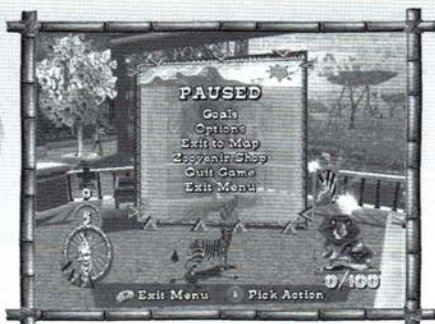 PAUSED
Goals
Options
Exit to Map
Zoovenir Shop
Quit Game
Exit Menu
0/100
Exit Menu
Pick Action